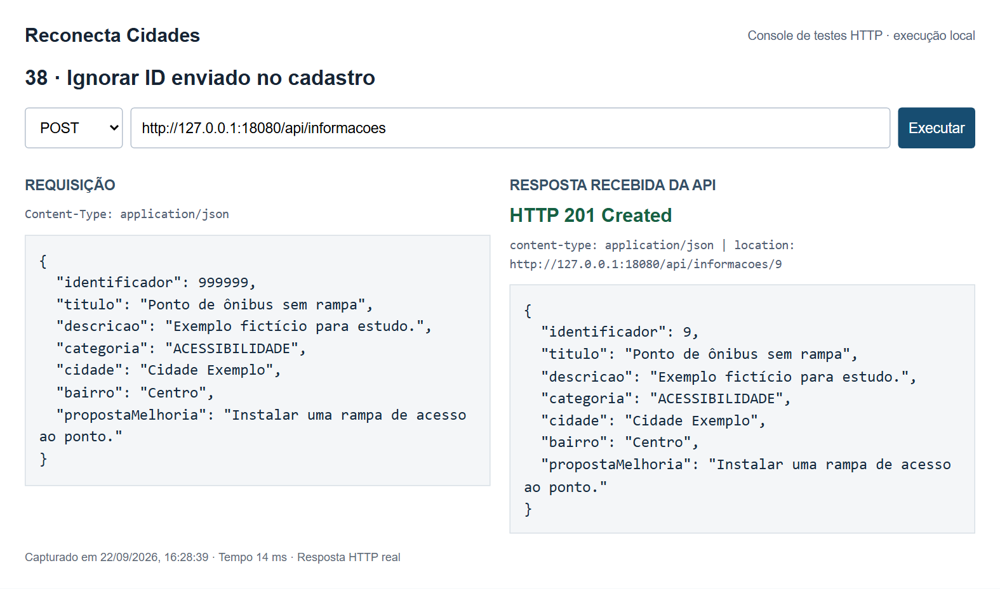 Reconecta Cidades
Console de testes HTTP · execução local
38 · Ignorar ID enviado no cadastro
POST
http://127.0.0.1:18080/api/informacoes
Executar
REQUISIÇÃO
Content-Type: application/json
{
  "identificador": 999999,
  "titulo": "Ponto de ônibus sem rampa",
  "descricao": "Exemplo fictício para estudo.",
  "categoria": "ACESSIBILIDADE",
  "cidade": "Cidade Exemplo",
  "bairro": "Centro",
  "propostaMelhoria": "Instalar uma rampa de acesso
ao ponto."
}
RESPOSTA RECEBIDA DA API
HTTP 201 Created
content-type: application/json | location:
http://127.0.0.1:18080/api/informacoes/9
{
  "identificador": 9,
  "titulo": "Ponto de ônibus sem rampa",
  "descricao": "Exemplo fictício para estudo.",
  "categoria": "ACESSIBILIDADE",
  "cidade": "Cidade Exemplo",
  "bairro": "Centro",
  "propostaMelhoria": "Instalar uma rampa de acesso
ao ponto."
}
Capturado em 22/09/2026, 16:28:39 · Tempo 14 ms · Resposta HTTP real